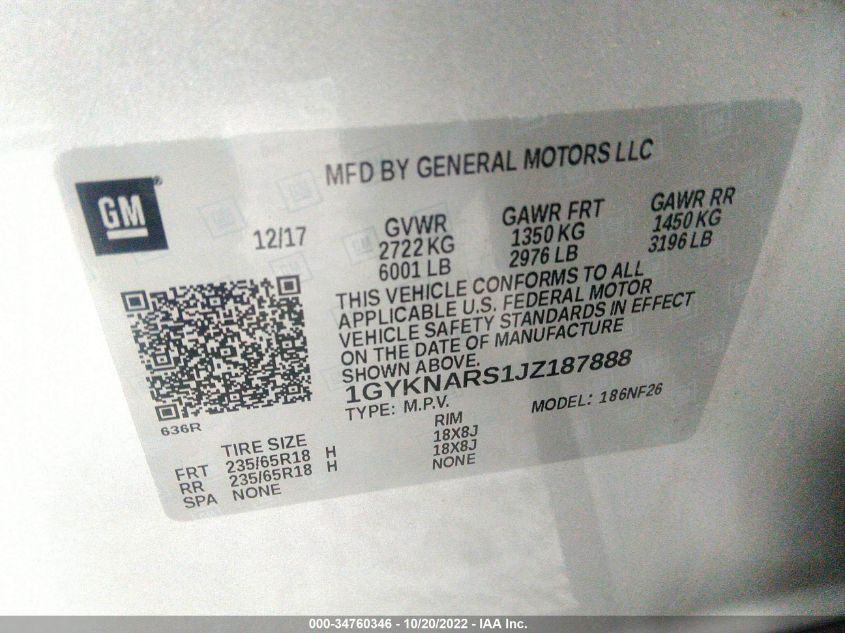 MFD BY GENERAL MOTORS LLC
GM®
12/17
GVWR
2722 KG
6001 LB
GAWR FRT
1350 KG
2976 LB
GAWR RR
1450 KG
3196 LB
THIS VEHICLE CONFORMS TO ALL
APPLICABLE U.S. FEDERAL MOTOR
VEHICLE SAFETY STANDARDS IN EFFECT
ON THE DATE OF MANUFACTURE
SHOWN ABOVE.
1GYKNARS1JZ187888
TYPE: M.P.V.
MODEL: 186NF26
636R
TIRE SIZE
RIM
FRT 235/65R18 H 18X8J
RR 235/65R18 H 18X8J
SPA NONE NONE
000-34760346 - 10/20/2022 - IAA Inc.